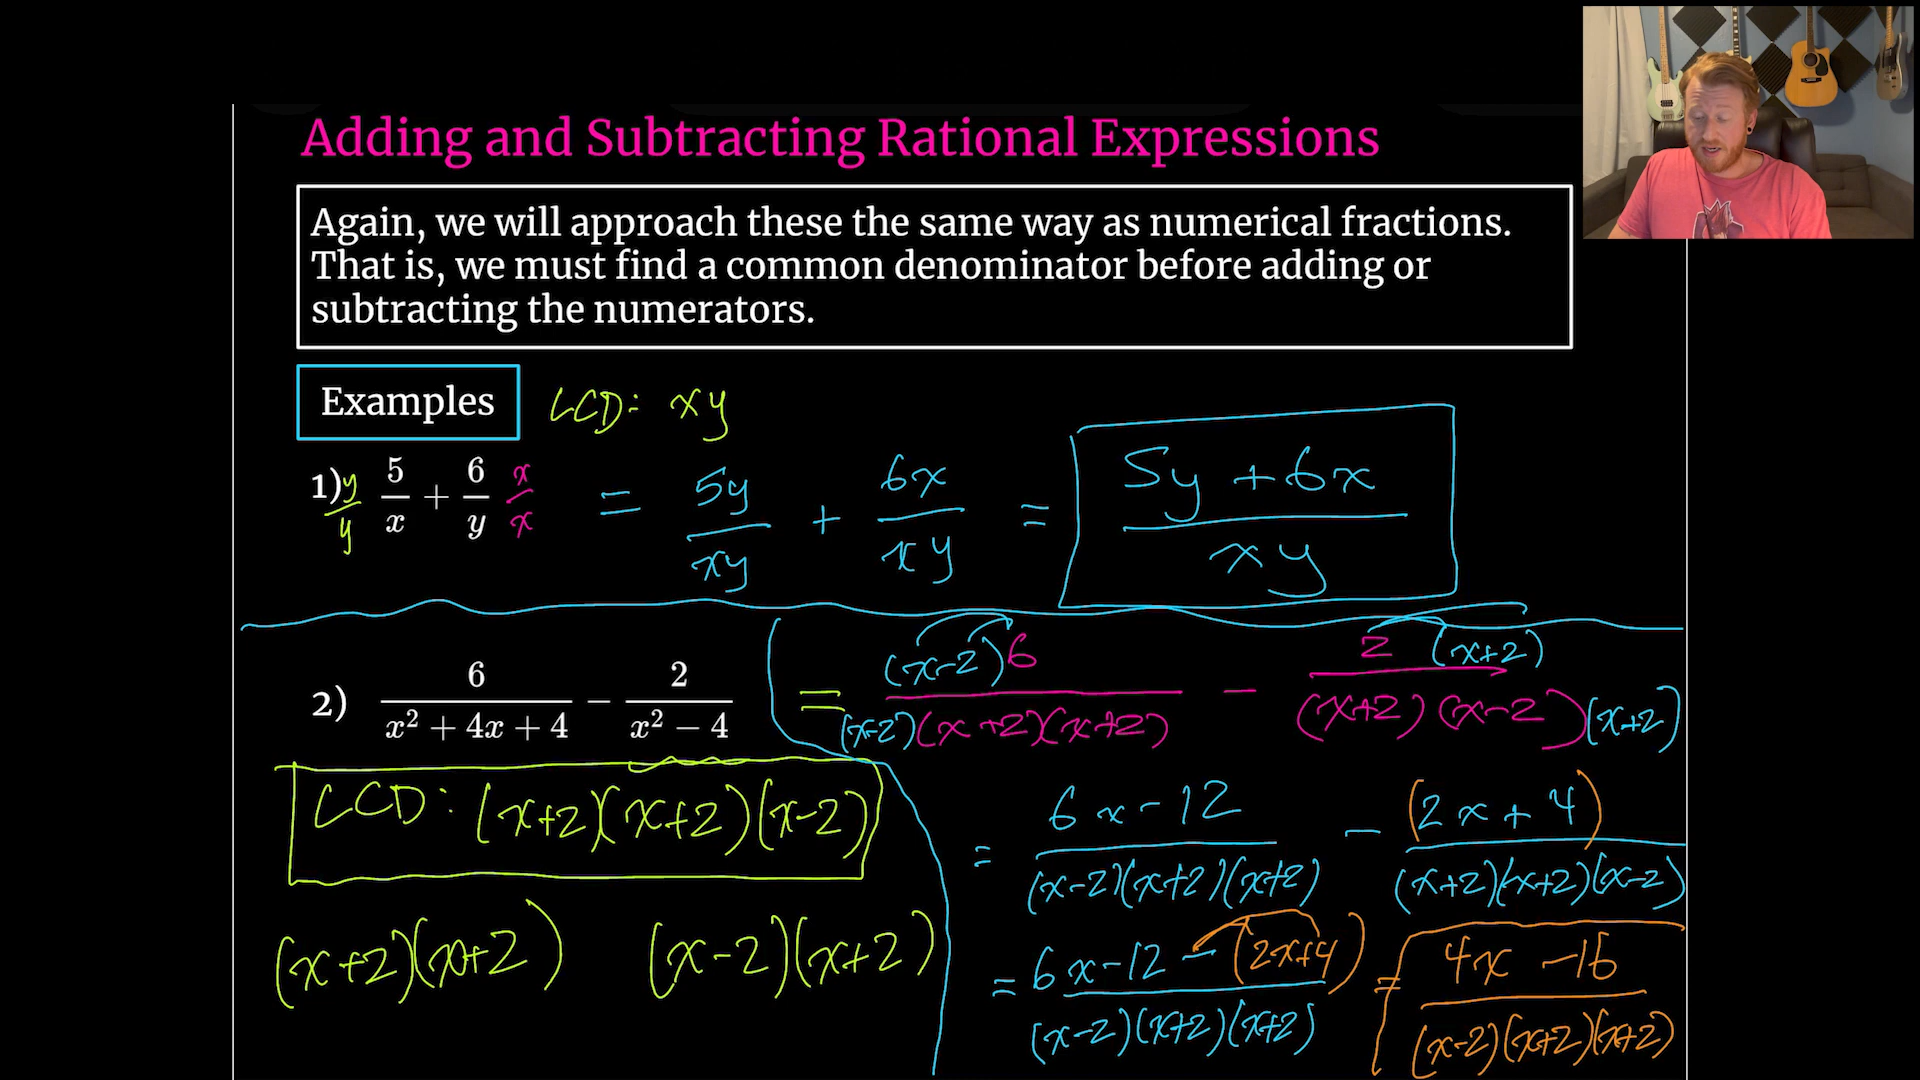 Adding and Subtracting Rational Expressions
Again, we will approach these the same way as numerical fractions.
That is, we must find a common denominator before adding or
subtracting the numerators.
Examples LCD: xy
1) y/y 5/x + 6/y x/x = 5y/xy + 6x/xy = 5y + 6x/xy
2) 6/x² + 4x + 4 − 2/x² − 4
= (x-2)6/(x-2)(x+2)(x+2) − 2(x+2)/(x+2)(x-2)(x+2)
LCD: (x+2)(x+2)(x-2)
= 6x-12/(x-2)(x+2)(x+2) − (2x+4)/(x+2)(x+2)(x-2)
(x+2)(x+2) (x-2)(x+2)
= 6x-12 - (2x+4)/(x-2)(x+2)(x+2) = 4x-16/(x-2)(x+2)(x+2)